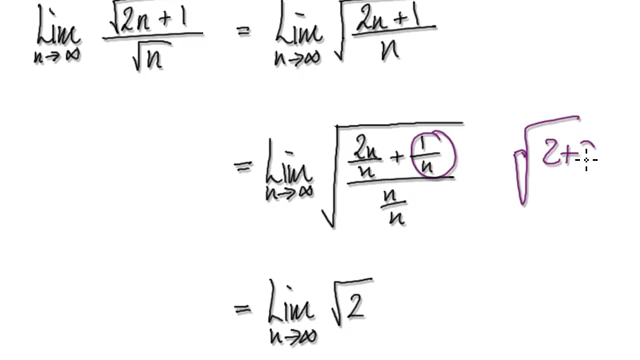 Lim n→∞ √(2n + 1) / √n = Lim n→∞ √((2n + 1) / n)
= Lim n→∞ √((2n/n + 1/n) / (n/n)) √(2+
= Lim n→∞ √2